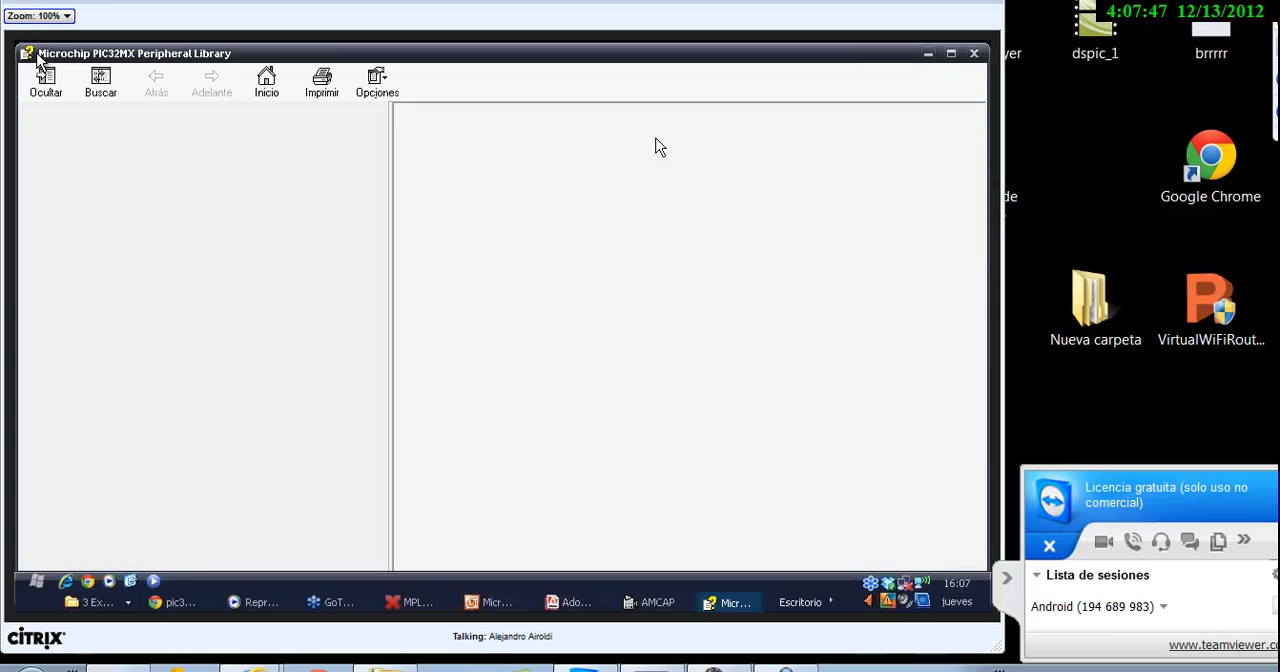 Zoom: 100%
4:07:47 12/13/2012
Microchip PIC32MX Peripheral Library
Ocultar
Buscar
Atrás
Adelante
Inicio
Imprimir
Opciones
yer
dspic_1
brrrrr
de
Google Chrome
Nueva carpeta
VirtualWiFiRout...
Licencia gratuita (solo uso no
comercial)
Lista de sesiones
Android (194 689 983)
www.teamviewer.c
16:07
3 Ex...
pic3...
Repr...
GoT...
MPL...
Micr...
Ado...
AMCAP
Micr...
Escritorio
jueves
CITRIX
Talking: Alejandro Airoldi